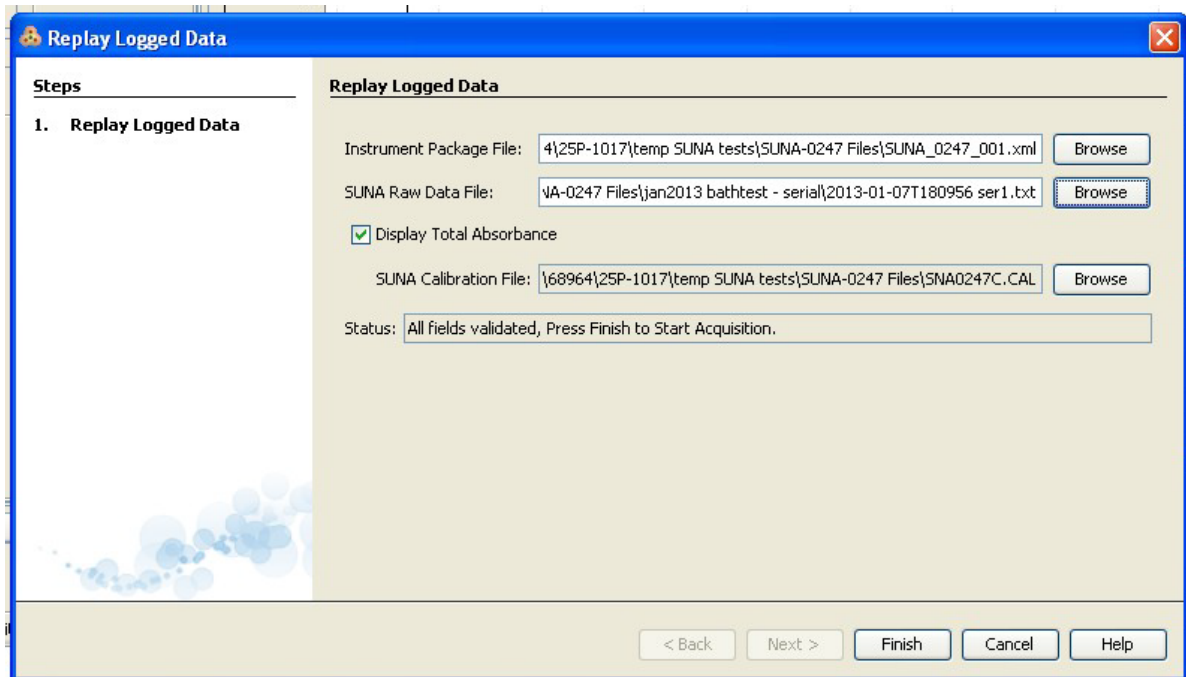 Replay Logged Data
Steps
1. Replay Logged Data
Replay Logged Data
Instrument Package File: 4\25P-1017\temp SUNA tests\SUNA-0247 Files\SUNA_0247_001.xml Browse
SUNA Raw Data File: NA-0247 Files\jan2013 bathtest - serial\2013-01-07T180956 ser1.txt Browse
Display Total Absorbance
SUNA Calibration File: \68964\25P-1017\temp SUNA tests\SUNA-0247 Files\SNA0247C.CAL Browse
Status: All fields validated, Press Finish to Start Acquisition.
< Back Next > Finish Cancel Help